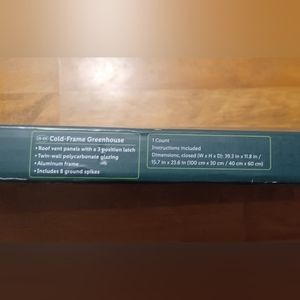 Cold-Frame Greenhouse
• Roof vent panels with a 3 position latch
• Twin-wall polycarbonate glazing
• Aluminum frame
• Includes 8 ground spikes
1 Count
Instructions Included
Dimensions, closed (W x H x D): 39.3 in x 11.8 in /
15.7 in x 23.6 in (100 cm x 30 cm / 40 cm x 60 cm)